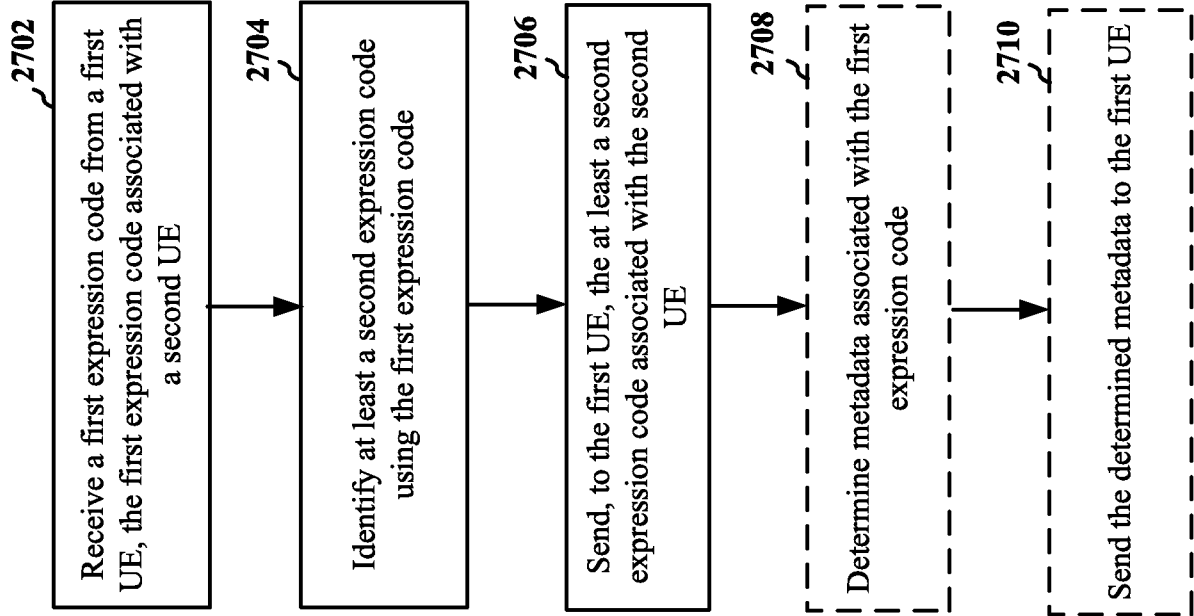 2702
Receive a first expression code from a first
UE, the first expression code associated with
a second UE
2704
Identify at least a second expression code
using the first expression code
2706
Send, to the first UE, the at least a second
expression code associated with the second
UE
2708
Determine metadata associated with the first
expression code
2710
Send the determined metadata to the first UE